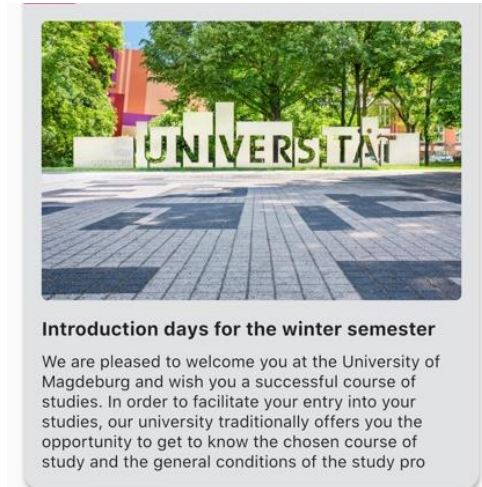 UNIVERSITÄT
Introduction days for the winter semester
We are pleased to welcome you at the University of
Magdeburg and wish you a successful course of
studies. In order to facilitate your entry into your
studies, our university traditionally offers you the
opportunity to get to know the chosen course of
study and the general conditions of the study pro